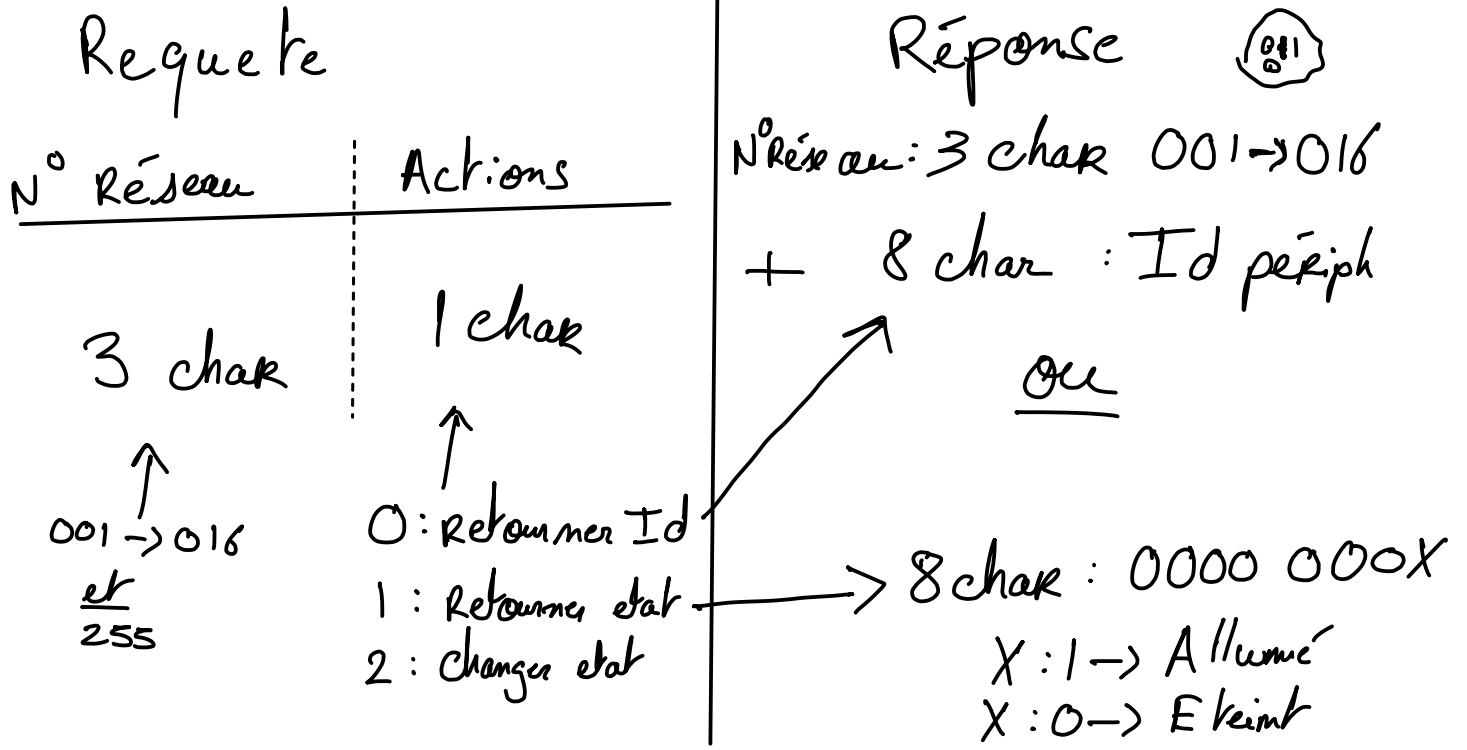 Requete
N° Réseau
Actions
3 char
1 char
001 → 016
et
255
0 : Retourner Id
1 : Retourner etat
2 : Changer etat
Réponse
N° Réseau : 3 char 001 → 016
+ 8 char : Id périph
ou
8 char : 0000 000X
X : 1 → Allumé
X : 0 → Eteint